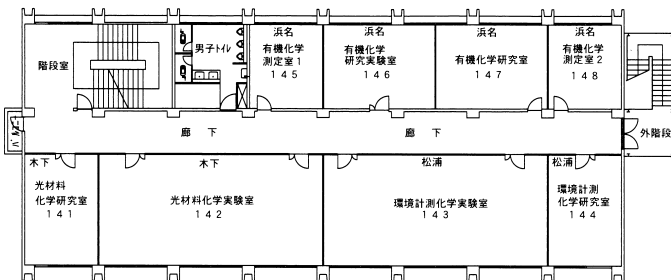 階段室
男子トイレ
浜名
有機化学
測定室1
145
浜名
有機化学
研究実験室
146
浜名
有機化学研究室
147
浜名
有機化学
測定室2
148
バルコニー
廊下
廊下
外階段
木下
光材料
化学研究室
141
木下
光材料化学実験室
142
松浦
環境計測化学実験室
143
松浦
環境計測
化学研究室
144